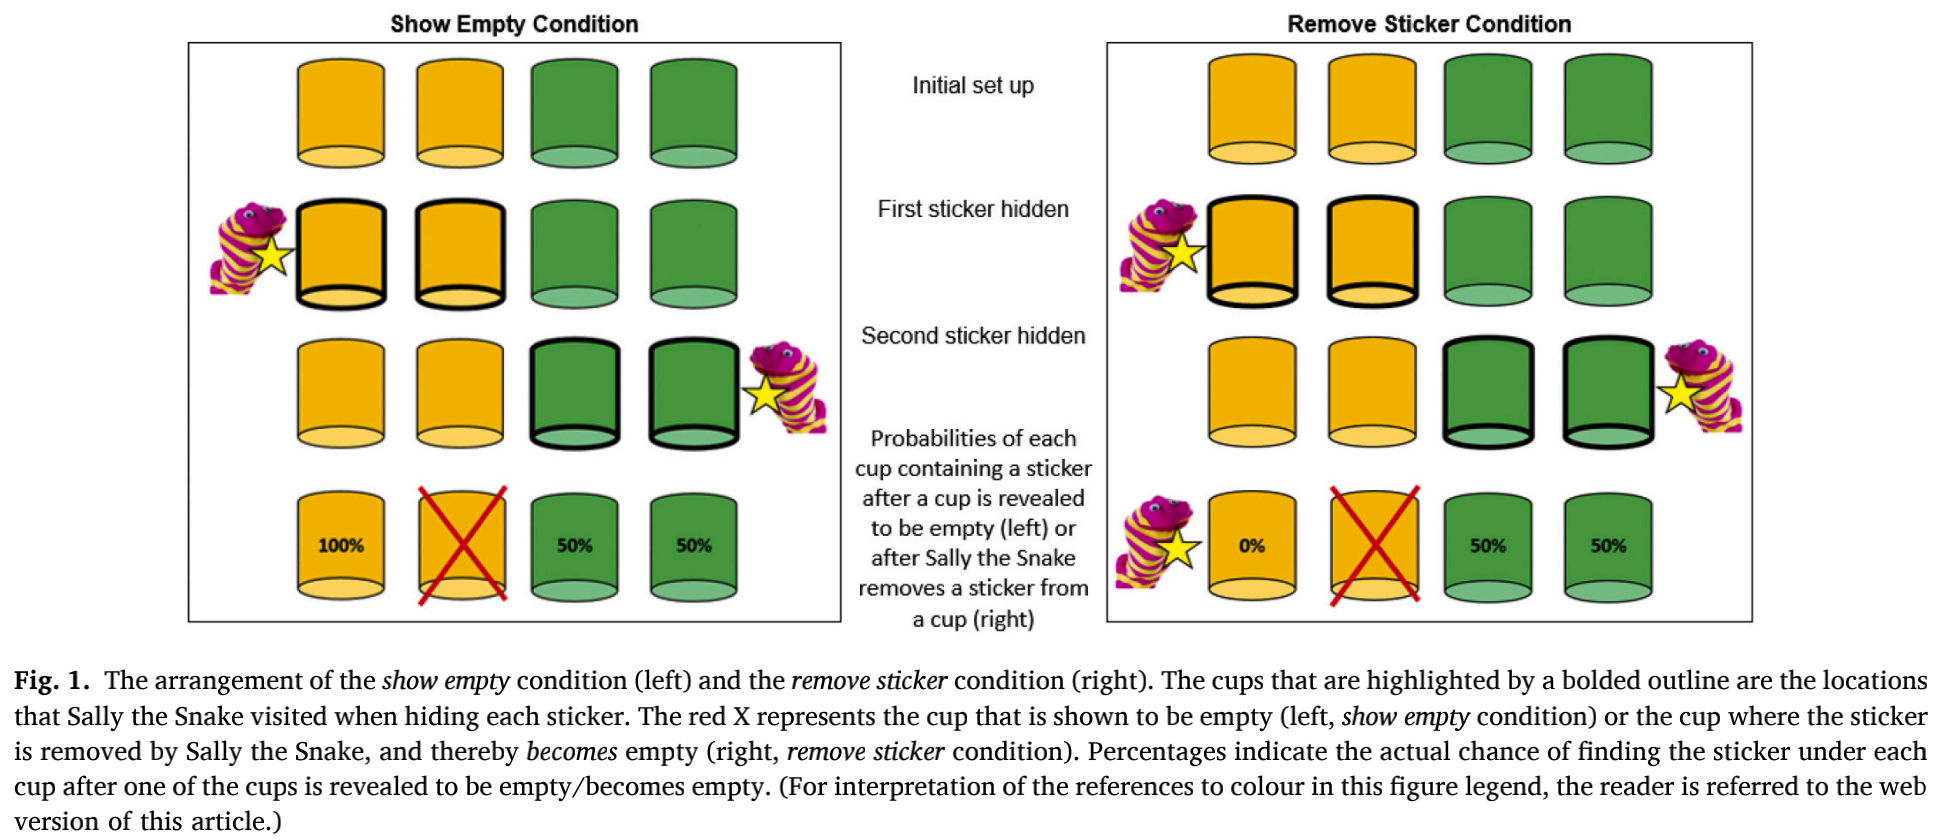 Show Empty Condition
Remove Sticker Condition
Initial set up
First sticker hidden
Second sticker hidden
Probabilities of each
cup containing a sticker
after a cup is revealed
to be empty (left) or
after Sally the Snake
removes a sticker from
a cup (right)
100%
50%
50%
0%
50%
50%
Fig. 1. The arrangement of the show empty condition (left) and the remove sticker condition (right). The cups that are highlighted by a bolded outline are the locations
that Sally the Snake visited when hiding each sticker. The red X represents the cup that is shown to be empty (left, show empty condition) or the cup where the sticker
is removed by Sally the Snake, and thereby becomes empty (right, remove sticker condition). Percentages indicate the actual chance of finding the sticker under each
cup after one of the cups is revealed to be empty/becomes empty. (For interpretation of the references to colour in this figure legend, the reader is referred to the web
version of this article.)